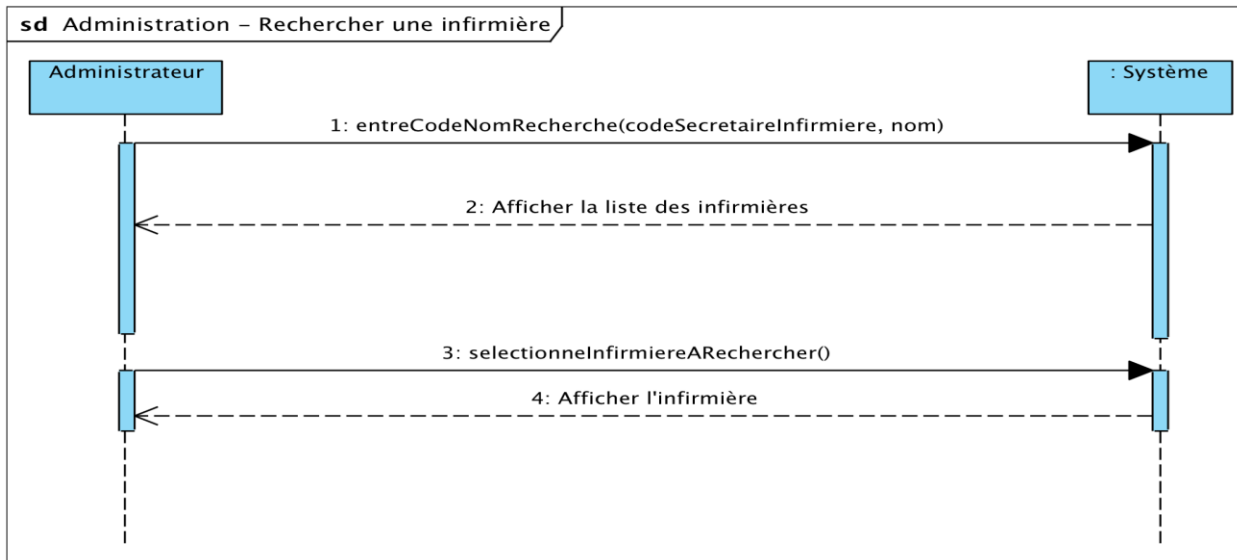 sd Administration – Rechercher une infirmière
Administrateur
: Système
1: entreCodeNomRecherche(codeSecretaireInfirmiere, nom)
2: Afficher la liste des infirmières
3: selectionneInfirmiereARechercher()
4: Afficher l'infirmière